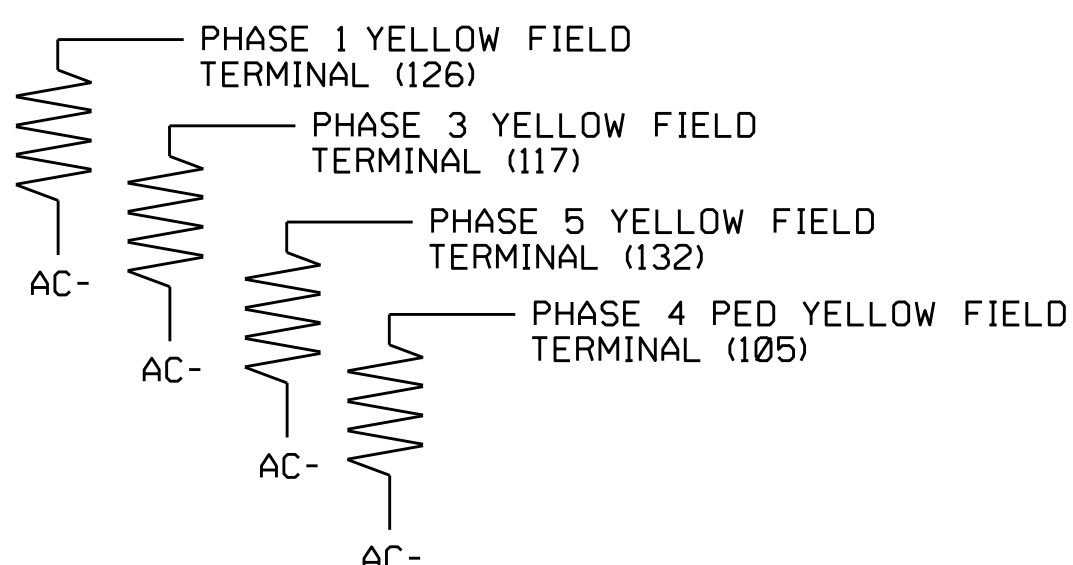 PHASE 1 YELLOW FIELD
TERMINAL (126)
AC-
PHASE 3 YELLOW FIELD
TERMINAL (117)
AC-
PHASE 5 YELLOW FIELD
TERMINAL (132)
AC-
PHASE 4 PED YELLOW FIELD
TERMINAL (105)
AC-